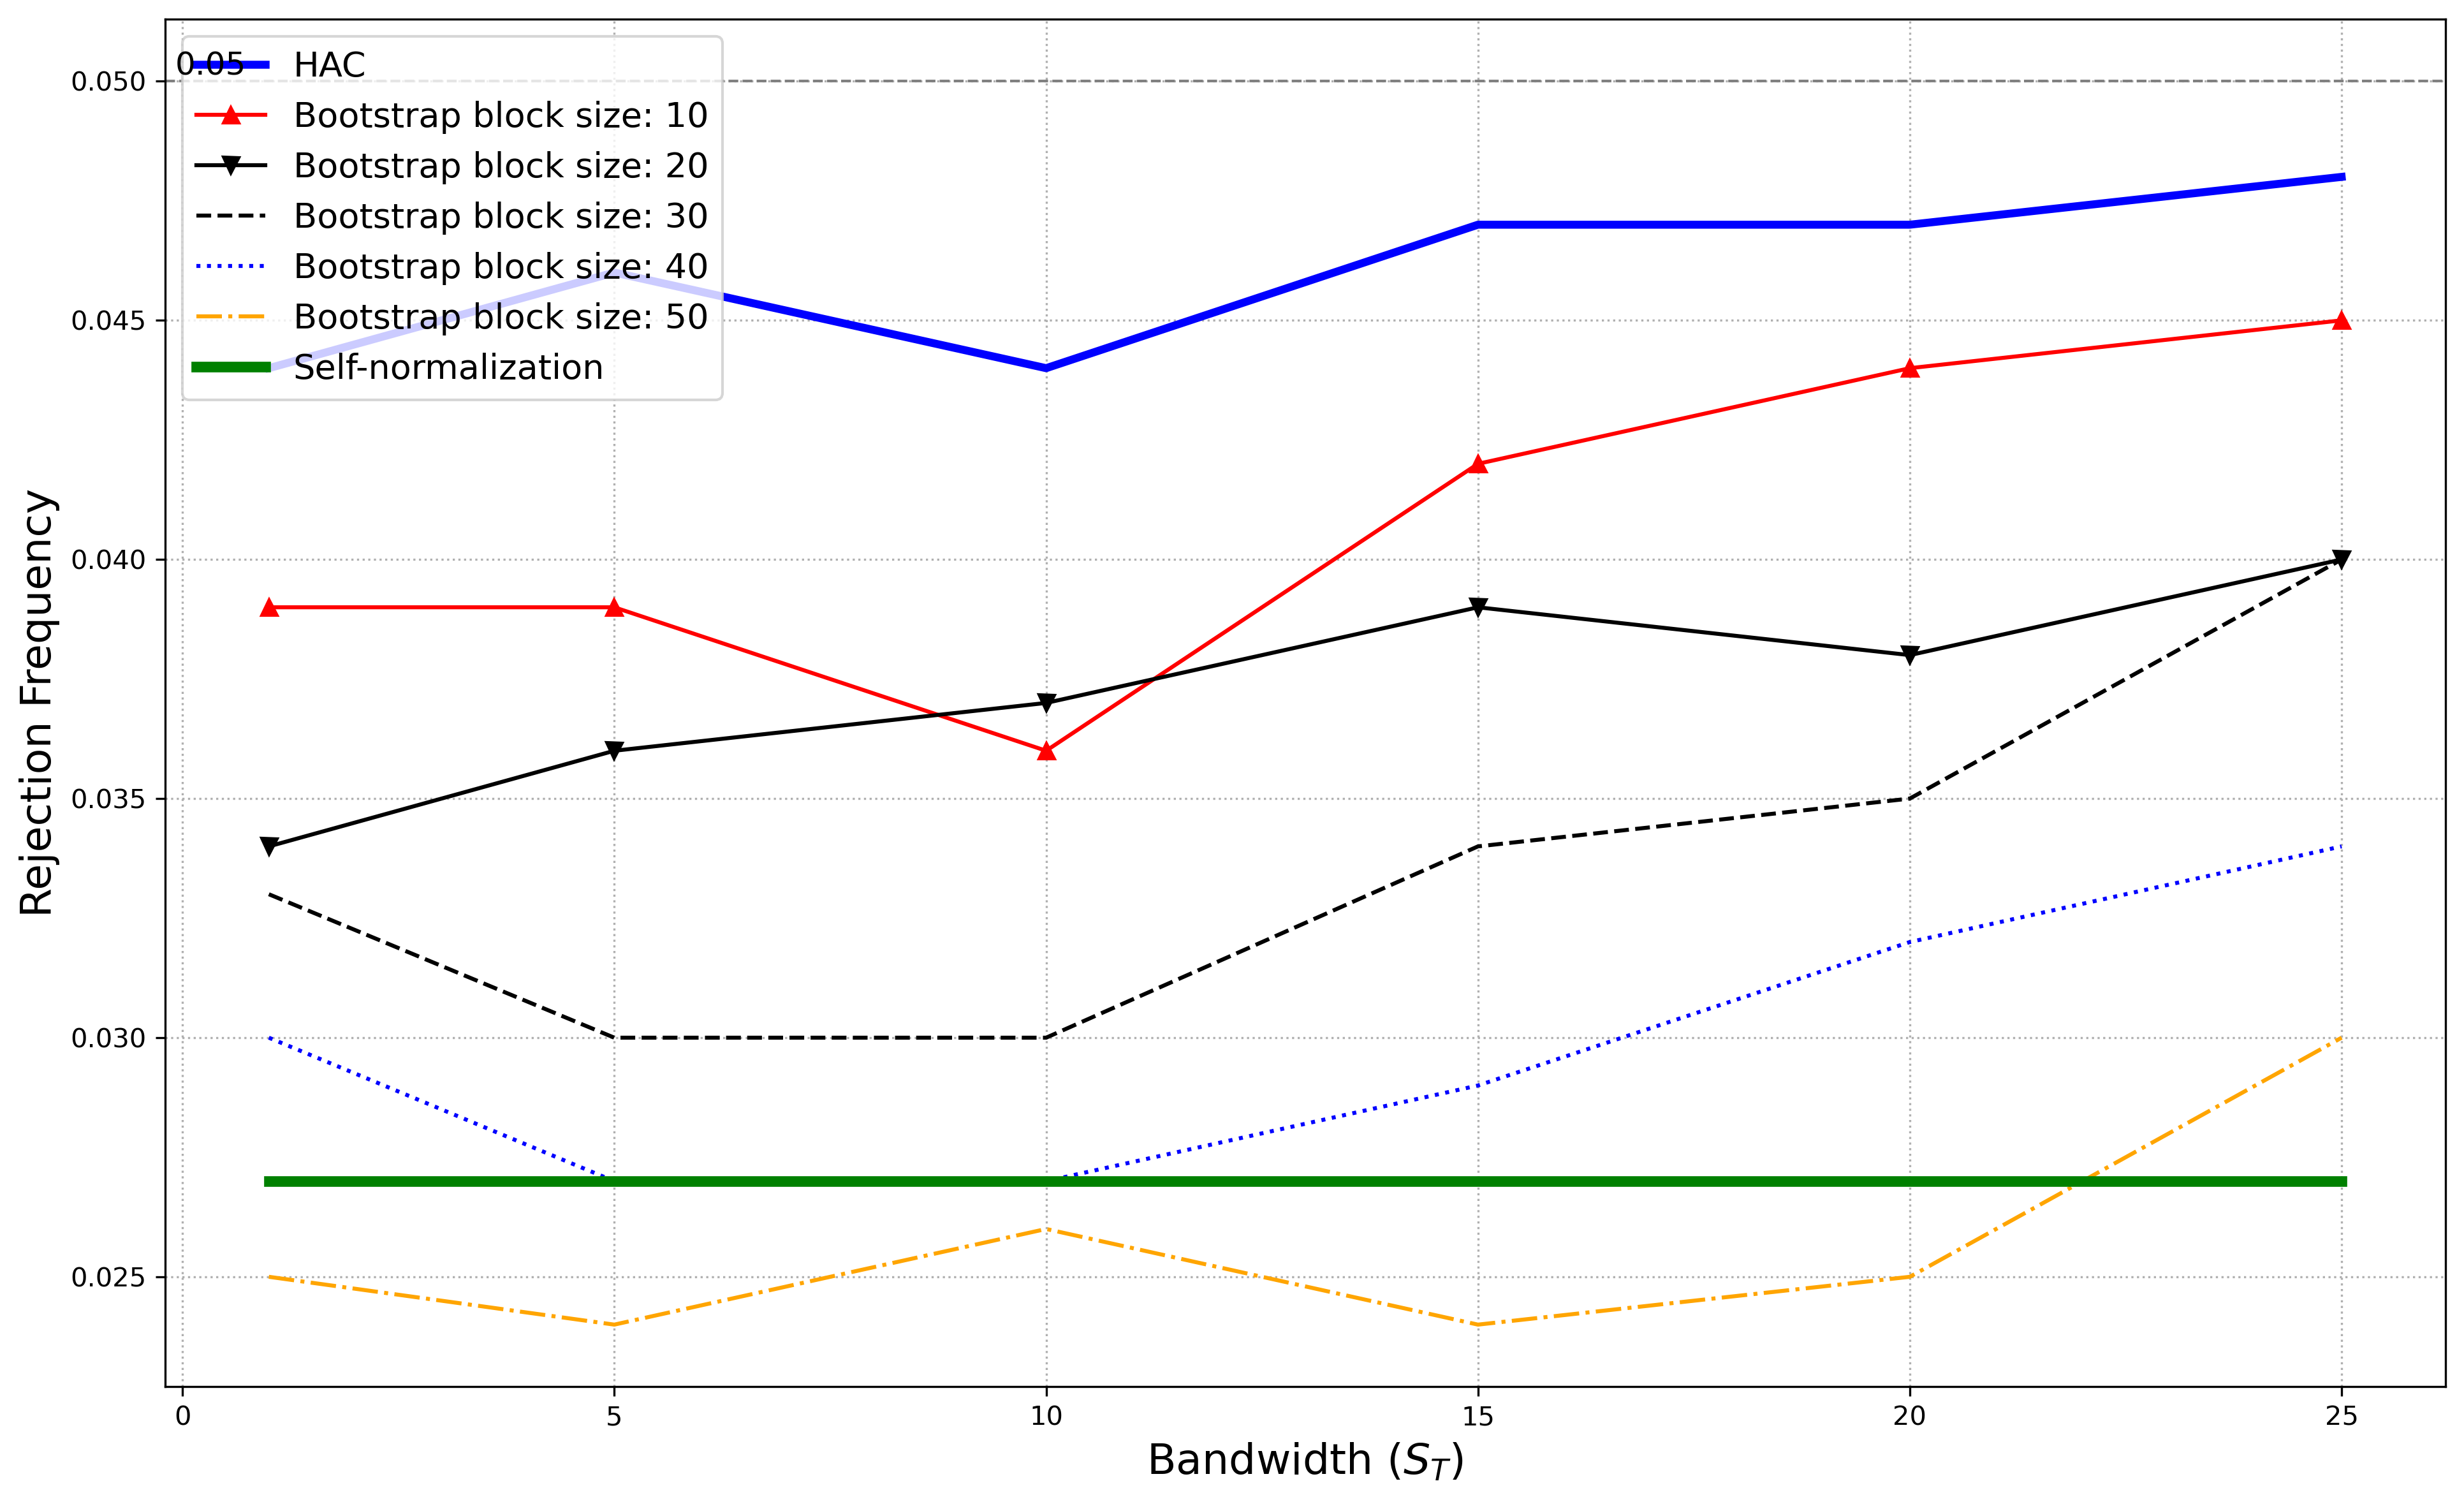 0.05
HAC
Bootstrap block size: 10
Bootstrap block size: 20
Bootstrap block size: 30
Bootstrap block size: 40
Bootstrap block size: 50
Self-normalization
Rejection Frequency
0.050
0.045
0.040
0.035
0.030
0.025
0 5 10 15 20 25
Bandwidth (S_T)